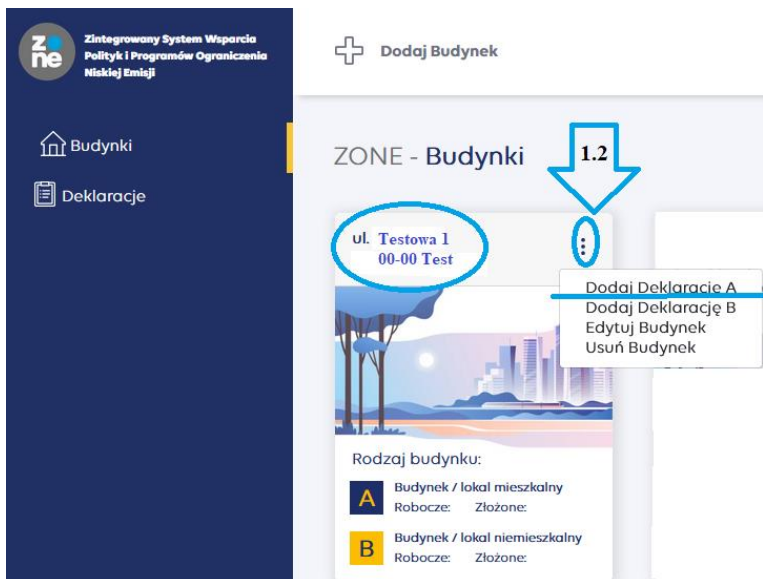 zone
Zintegrowany System Wsparcia
Polityk i Programów Ograniczenia
Niskiej Emisji
Dodaj Budynek
Budynki
Deklaracje
ZONE - Budynki
1.2
ul. Testowa 1
00-00 Test
Dodaj Deklarację A
Dodaj Deklarację B
Edytuj Budynek
Usuń Budynek
Rodzaj budynku:
A
Budynek / lokal mieszkalny
Robocze: Złożone:
B
Budynek / lokal niemieszkalny
Robocze: Złożone: